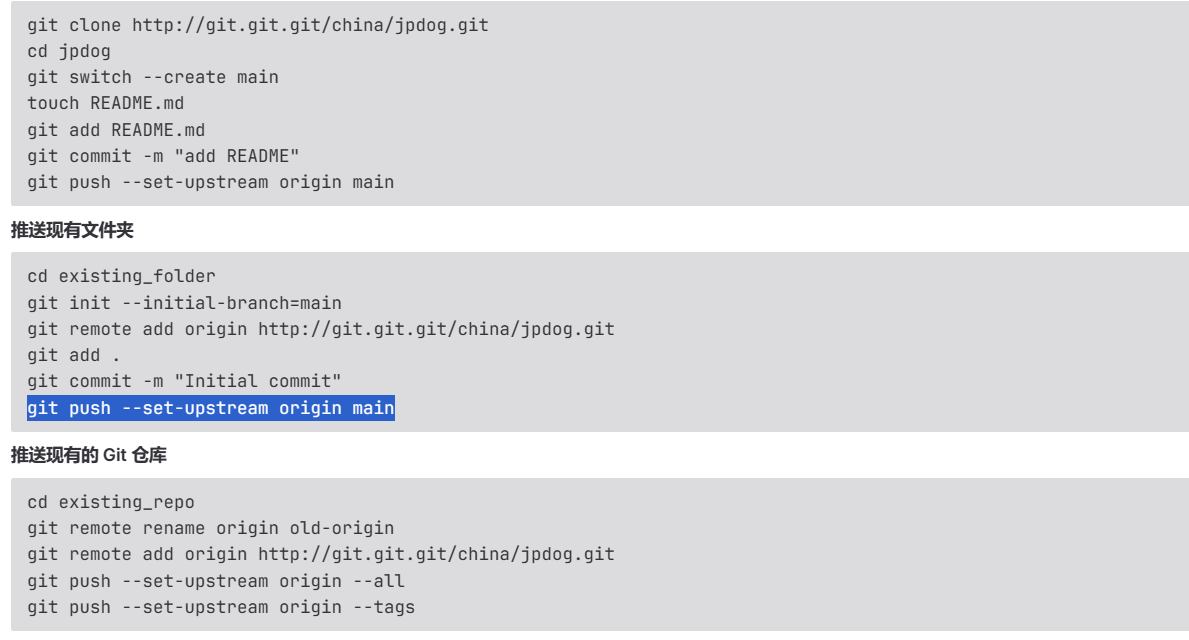 git clone http://git.git.git/china/jpdog.git
cd jpdog
git switch --create main
touch README.md
git add README.md
git commit -m "add README"
git push --set-upstream origin main
推送现有文件夹
cd existing_folder
git init --initial-branch=main
git remote add origin http://git.git.git/china/jpdog.git
git add .
git commit -m "Initial commit"
git push --set-upstream origin main
推送现有的 Git 仓库
cd existing_repo
git remote rename origin old-origin
git remote add origin http://git.git.git/china/jpdog.git
git push --set-upstream origin --all
git push --set-upstream origin --tags